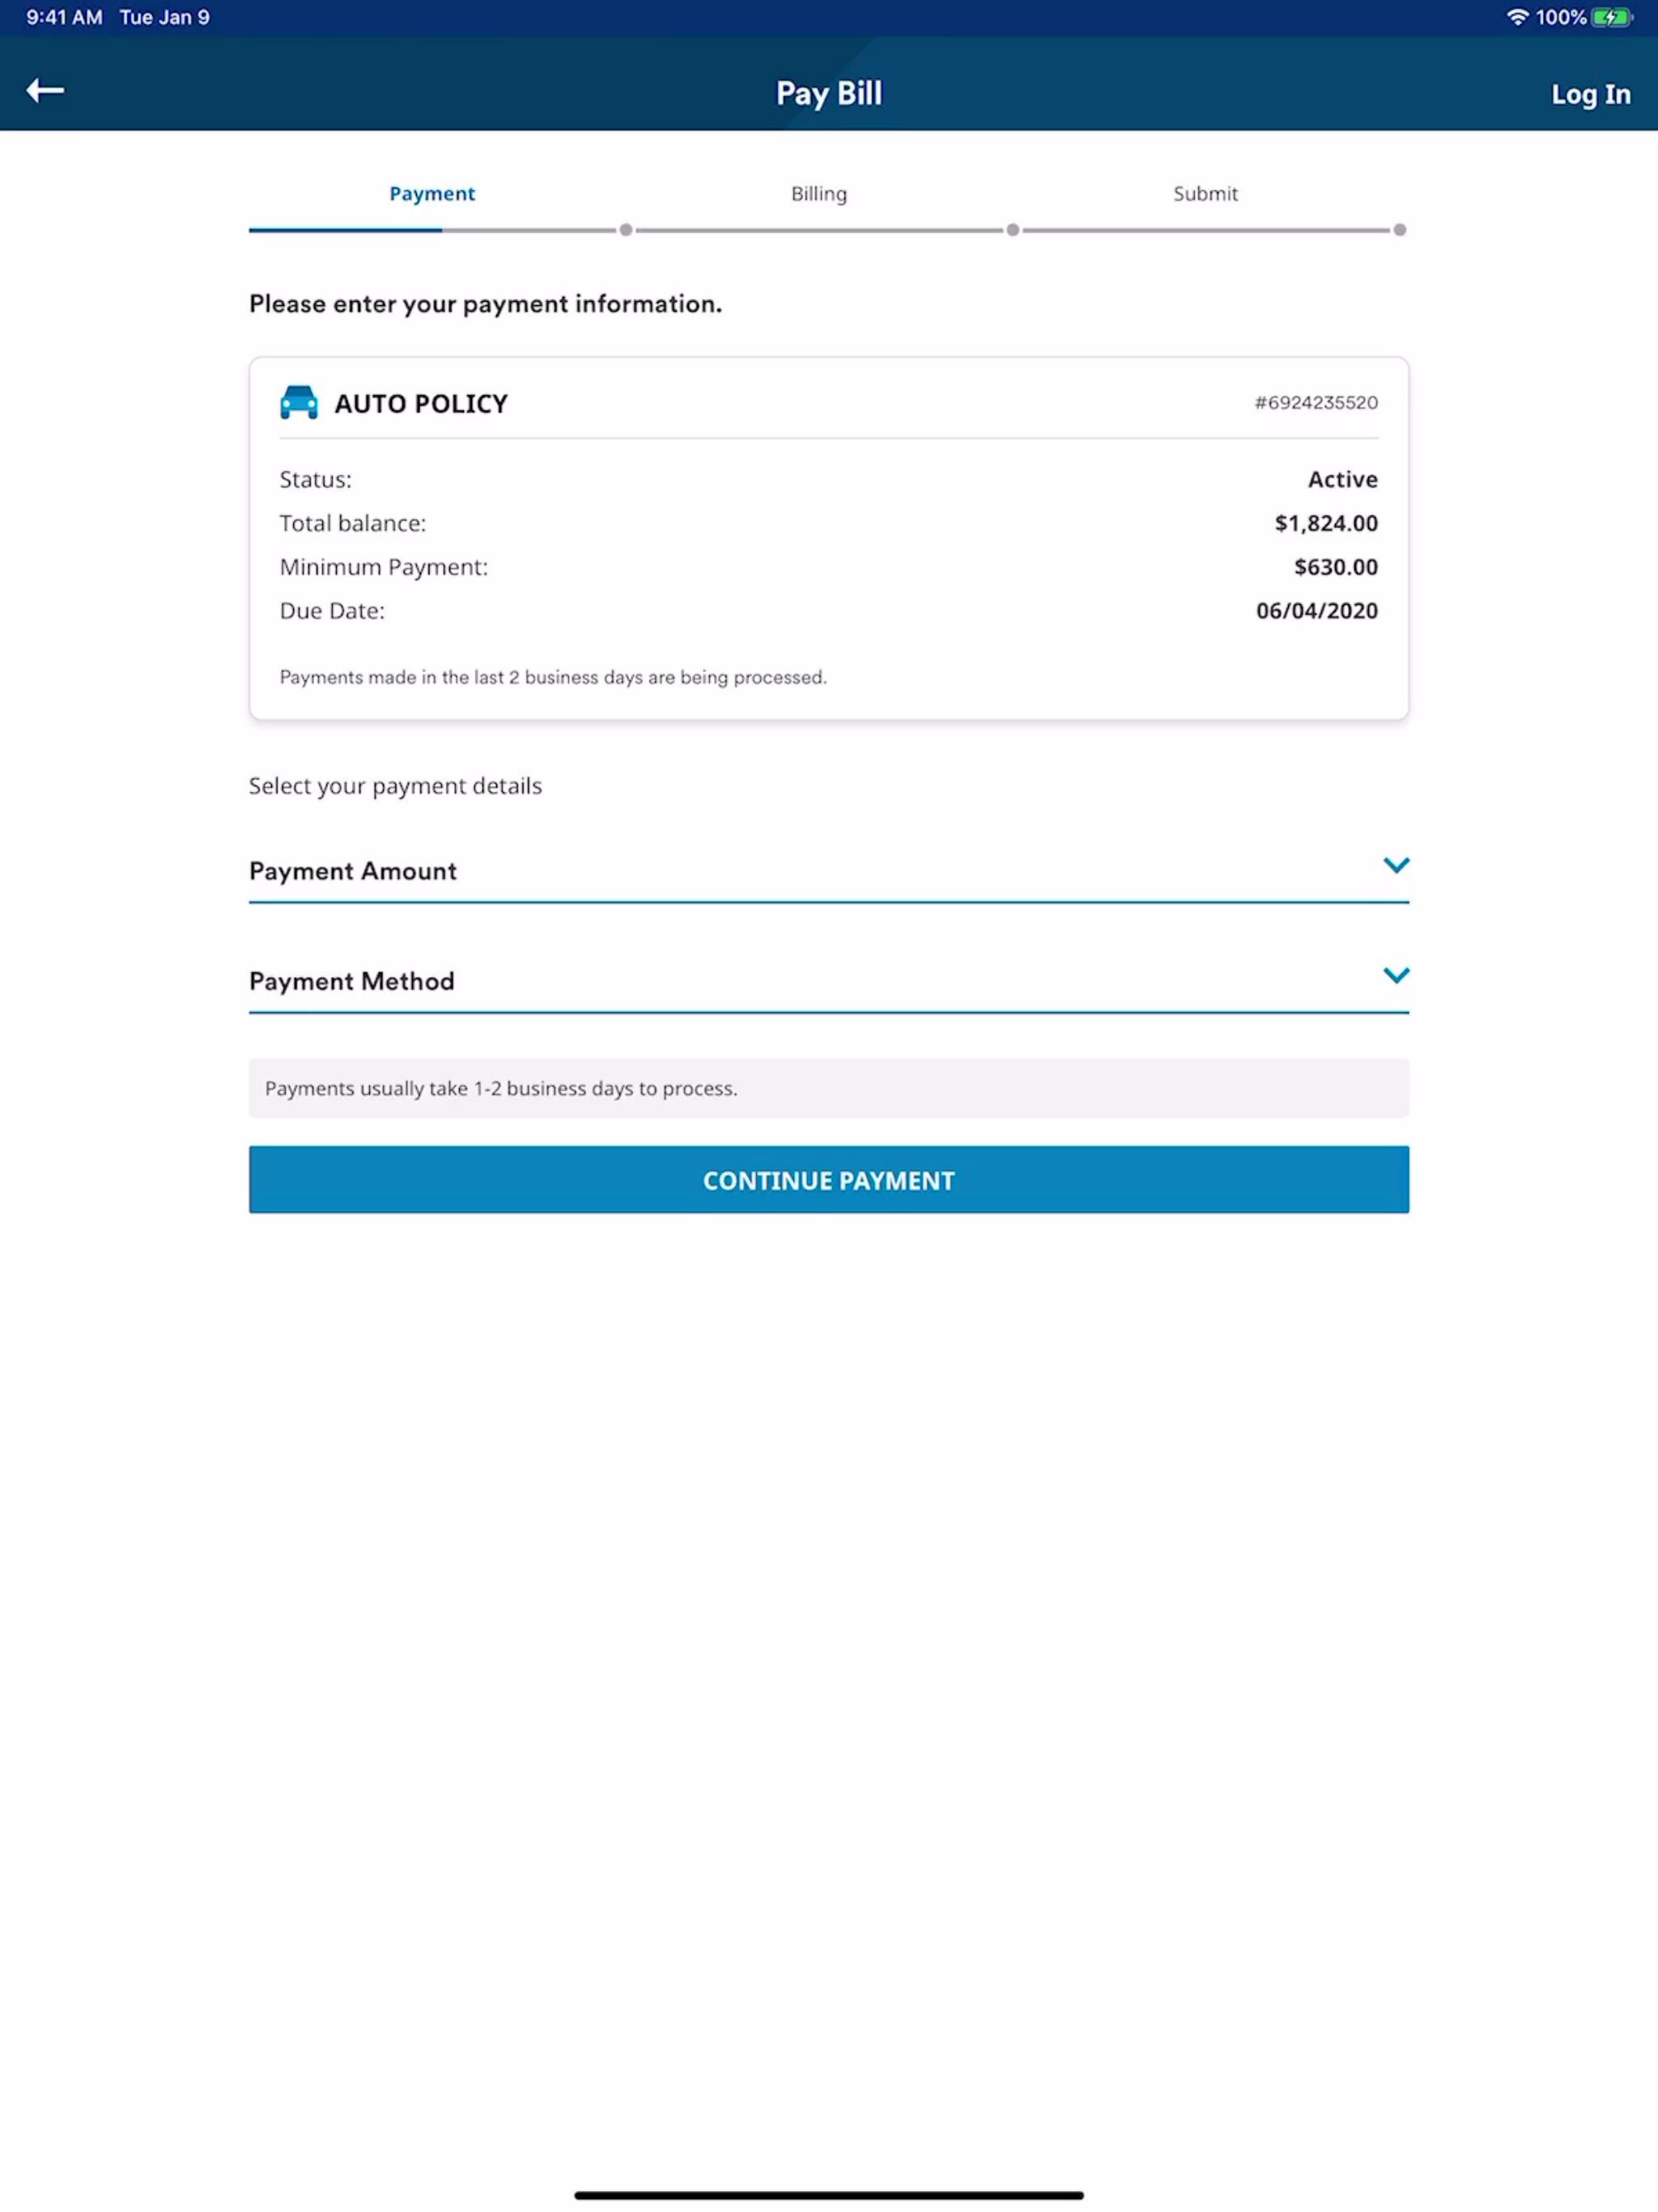 9:41 AM Tue Jan 9
100%
Pay Bill
Log In
Payment
Billing
Submit
Please enter your payment information.
AUTO POLICY
#6924235520
Status:
Active
Total balance:
$1,824.00
Minimum Payment:
$630.00
Due Date:
06/04/2020
Payments made in the last 2 business days are being processed.
Select your payment details
Payment Amount
Payment Method
Payments usually take 1-2 business days to process.
CONTINUE PAYMENT